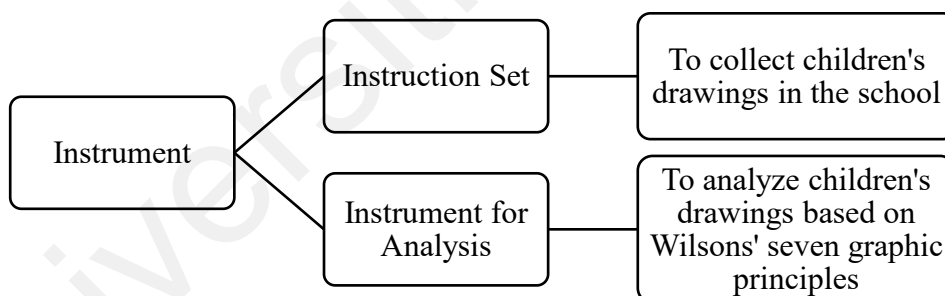 Instrument
Instruction Set
To collect children's
drawings in the school
Instrument for
Analysis
To analyze children's
drawings based on
Wilsons' seven graphic
principles